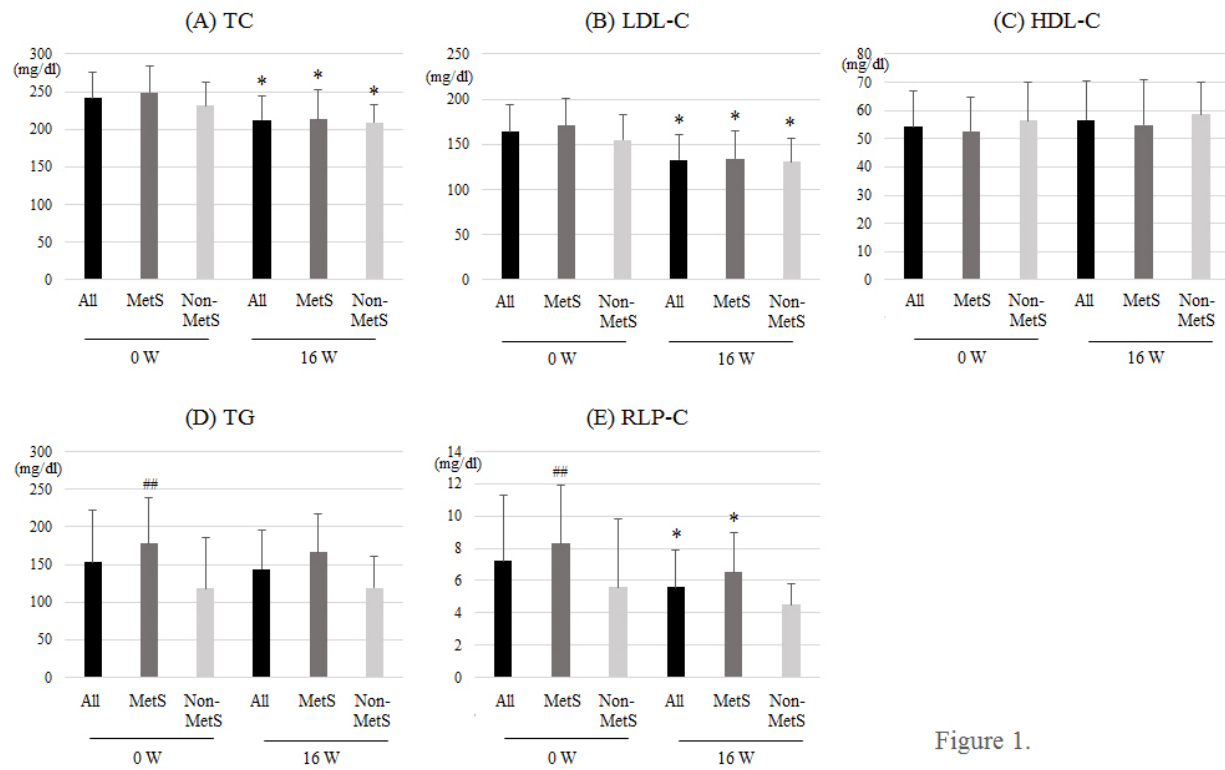 (A) TC
300
(mg/dl)
250
200
150
100
50
0
* * *
All MetS Non-MetS All MetS Non-MetS
0 W 16 W
(B) LDL-C
250
(mg/dl)
200
150
100
50
0
* * *
All MetS Non-MetS All MetS Non-MetS
0 W 16 W
(C) HDL-C
80
(mg/dl)
70
60
50
40
30
20
10
0
All MetS Non-MetS All MetS Non-MetS
0 W 16 W
(D) TG
300
(mg/dl)
250
200
150
100
50
0
##
All MetS Non-MetS All MetS Non-MetS
0 W 16 W
(E) RLP-C
14
(mg/dl)
12
10
8
6
4
2
0
## * *
All MetS Non-MetS All MetS Non-MetS
0 W 16 W
Figure 1.